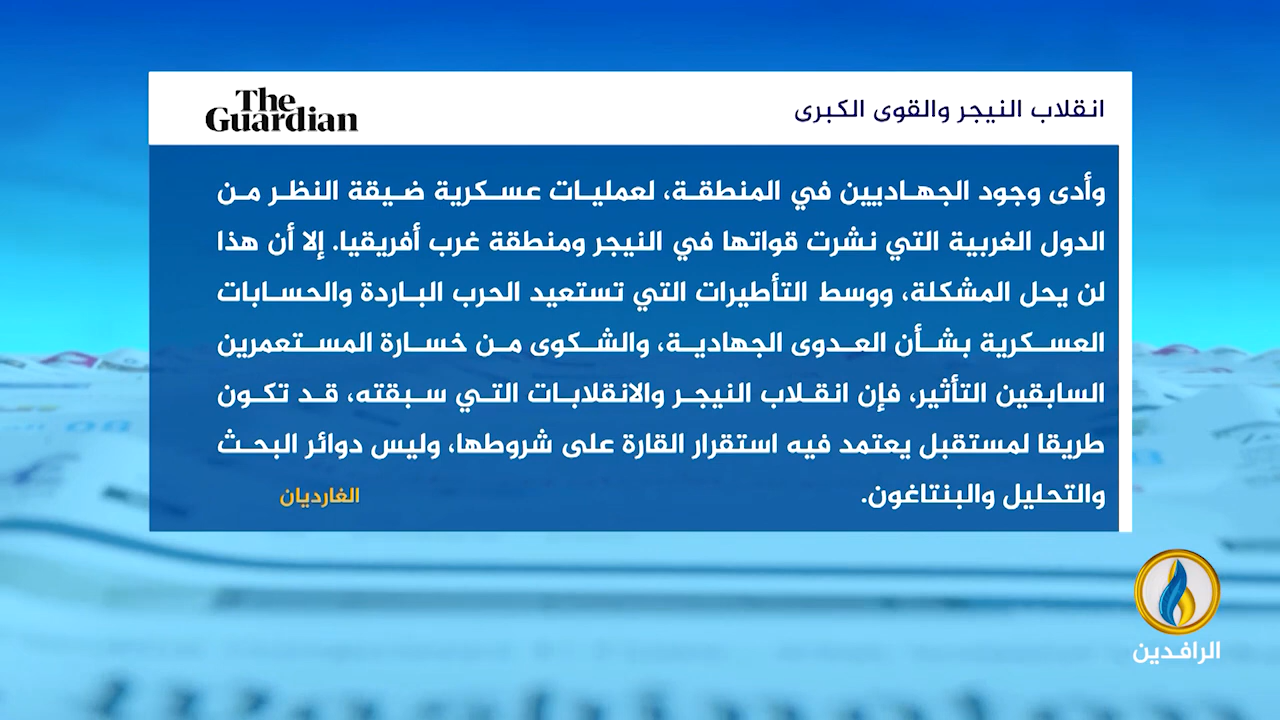 The
Guardian
انقلاب النيجر والقوى الكبرى
وأدى وجود الجهاديين في المنطقة، لعمليات عسكرية ضيقة النظر من
الدول الغربية التي نشرت قواتها في النيجر ومنطقة غرب أفريقيا. إلا أن هذا
لن يحل المشكلة، ووسط التأطيرات التي تستعيد الحرب الباردة والحسابات
العسكرية بشأن العدوى الجهادية، والشكوى من خسارة المستعمرين
السابقين التأثير، فإن انقلاب النيجر والانقلابات التي سبقته، قد تكون
طريقا لمستقبل يعتمد فيه استقرار القارة على شروطها، وليس دوائر البحث
والتحليل والبنتاغون.
الغارديان
الرافدين